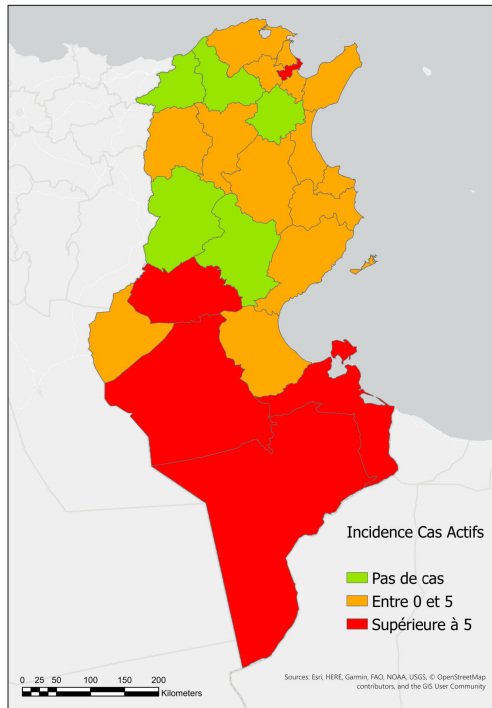 Incidence Cas Actifs
Pas de cas
Entre 0 et 5
Supérieure à 5
0 25 50 100 150 200
Kilometers
Sources: Esri, HERE, Garmin, FAO, NOAA, USGS, © OpenStreetMap
contributors, and the GIS User Community